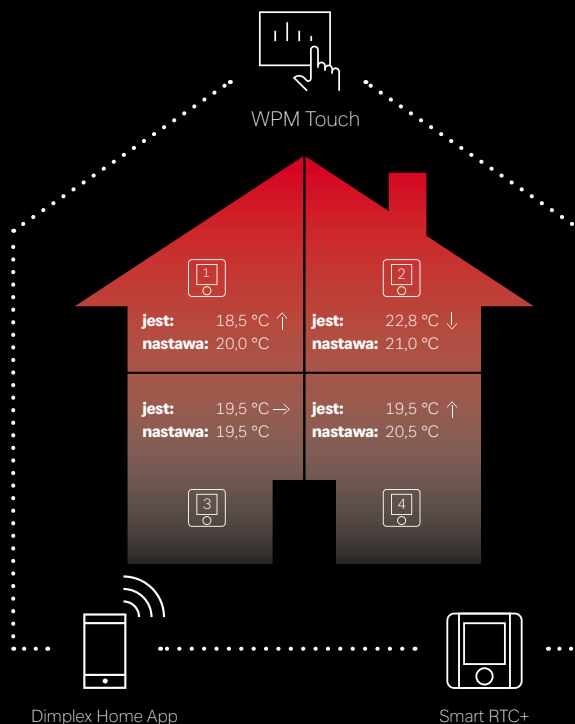 WPM Touch
1
2
jest: 18,5 °C ↑
nastawa: 20,0 °C
jest: 22,8 °C ↓
nastawa: 21,0 °C
jest: 19,5 °C →
nastawa: 19,5 °C
jest: 19,5 °C ↑
nastawa: 20,5 °C
3
4
Dimplex Home App
Smart RTC+